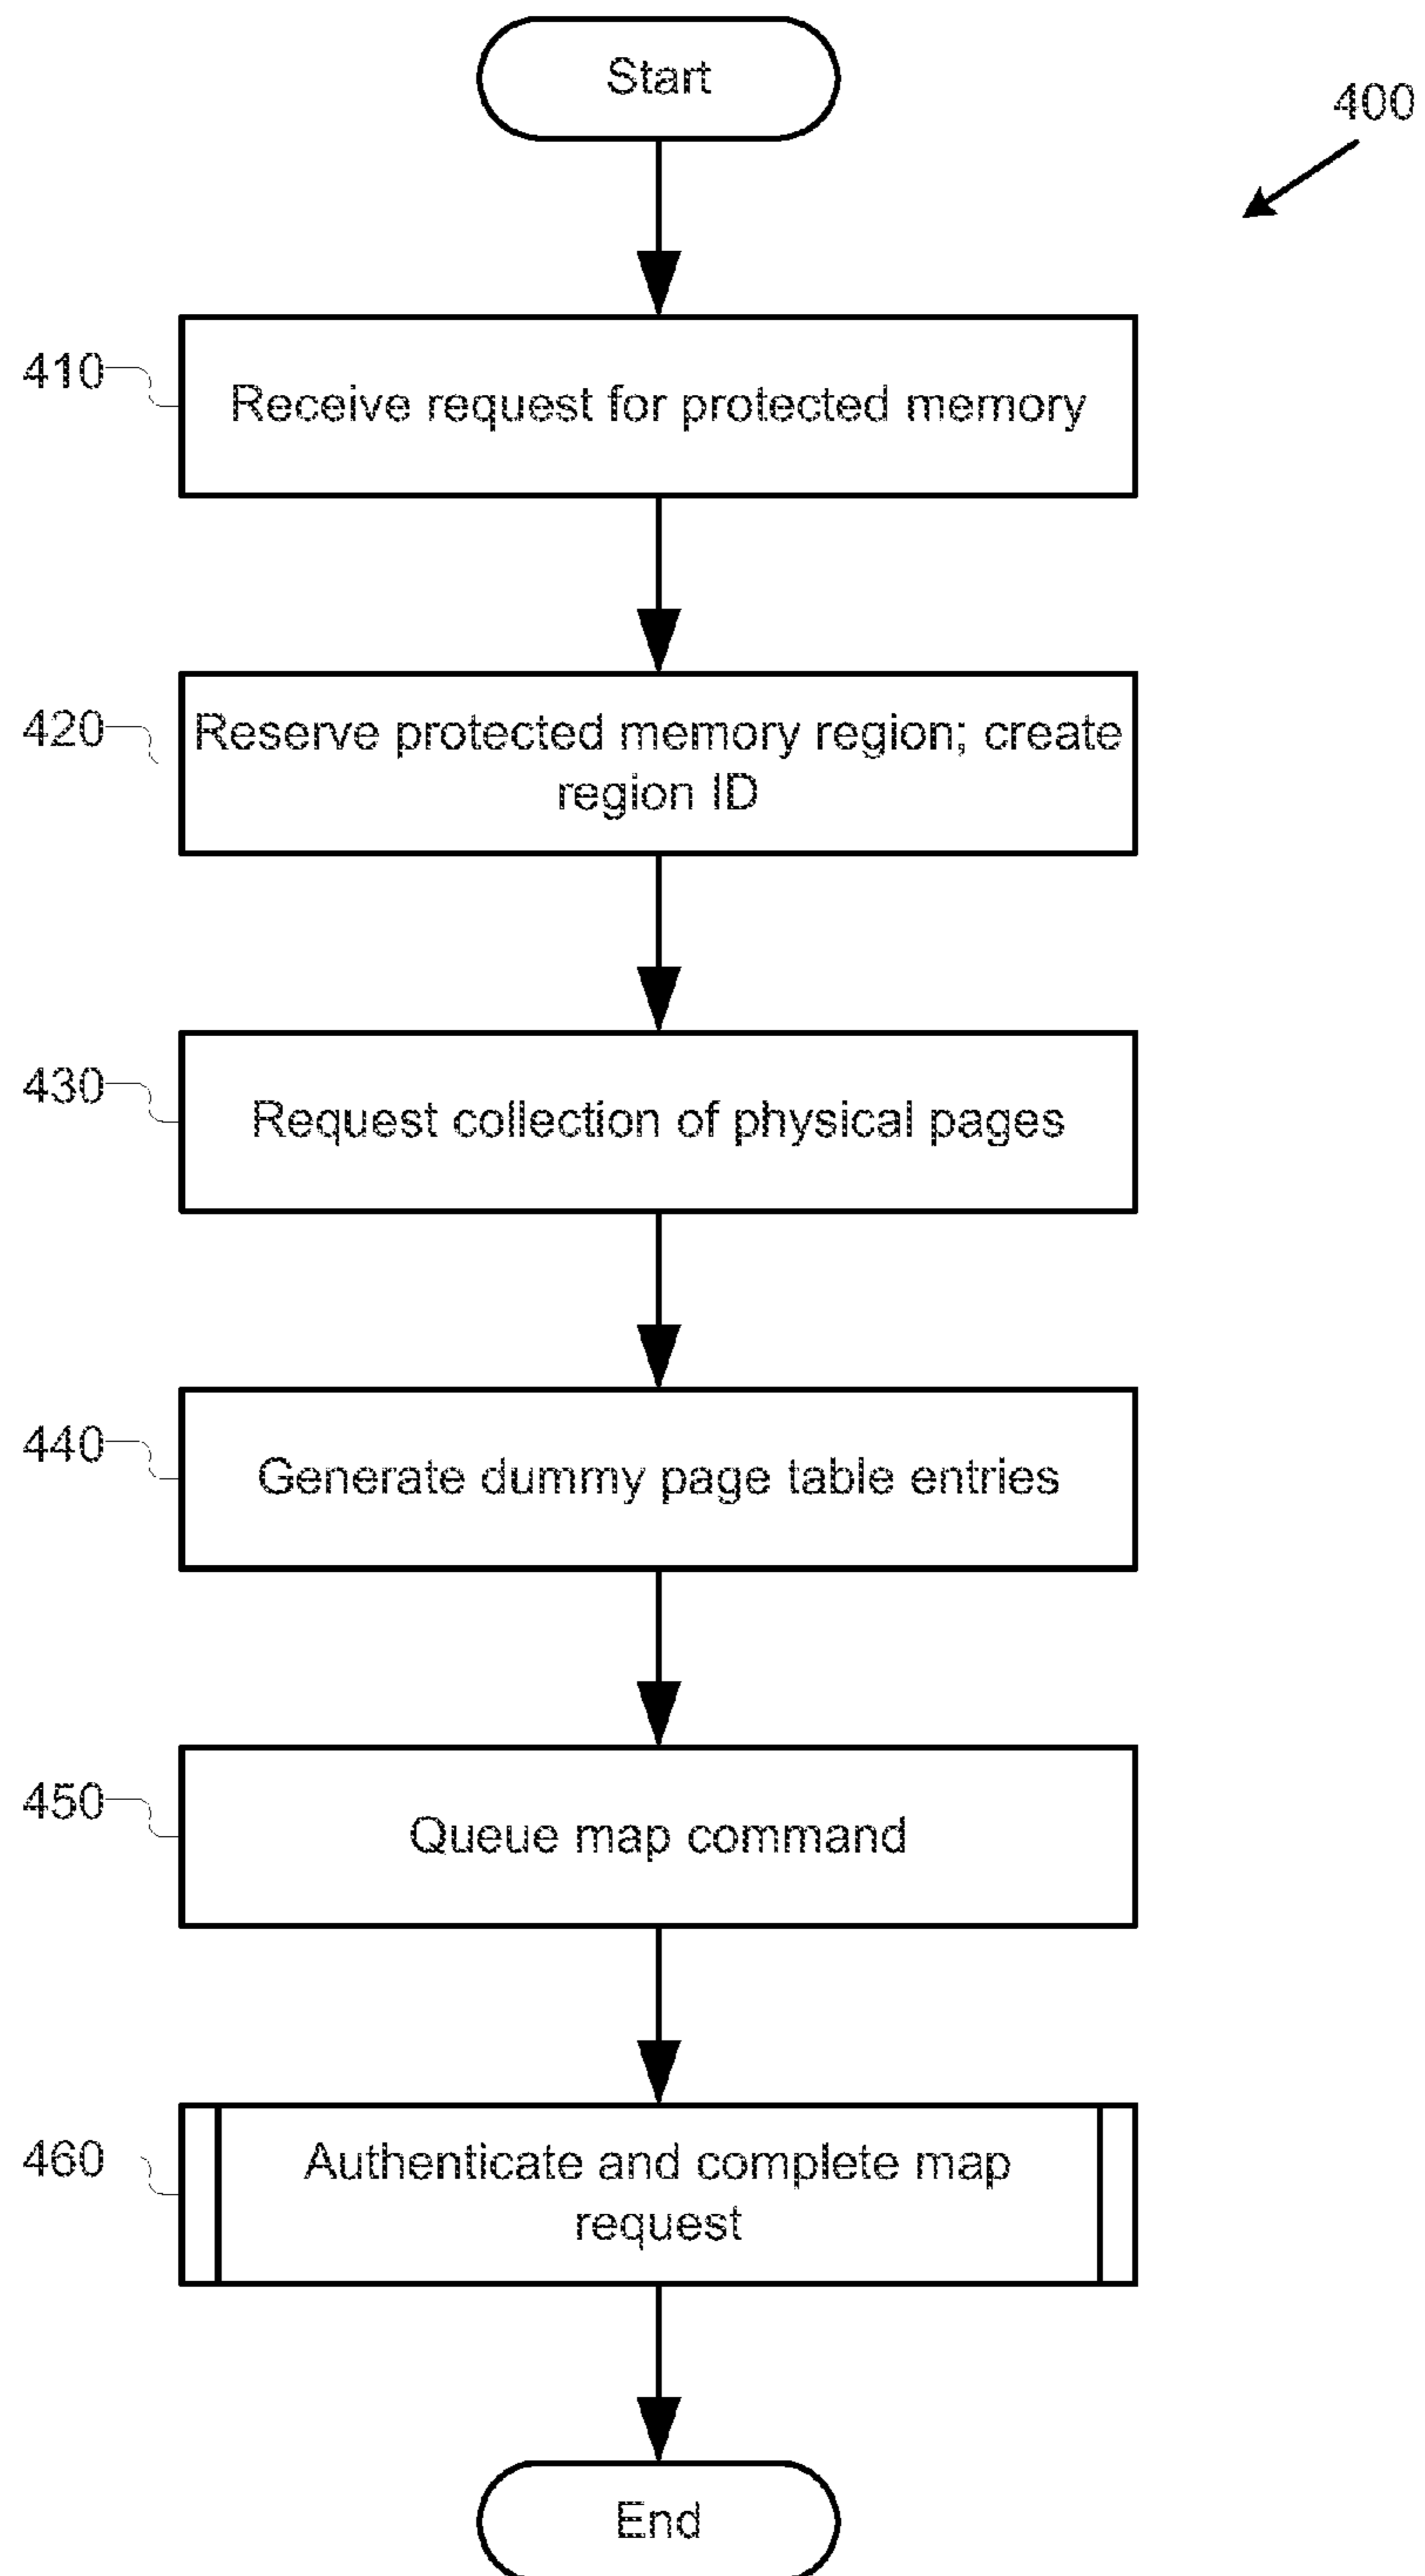 Start
400
410
Receive request for protected memory
420
Reserve protected memory region; create
region ID
430
Request collection of physical pages
440
Generate dummy page table entries
450
Queue map command
460
Authenticate and complete map
request
End